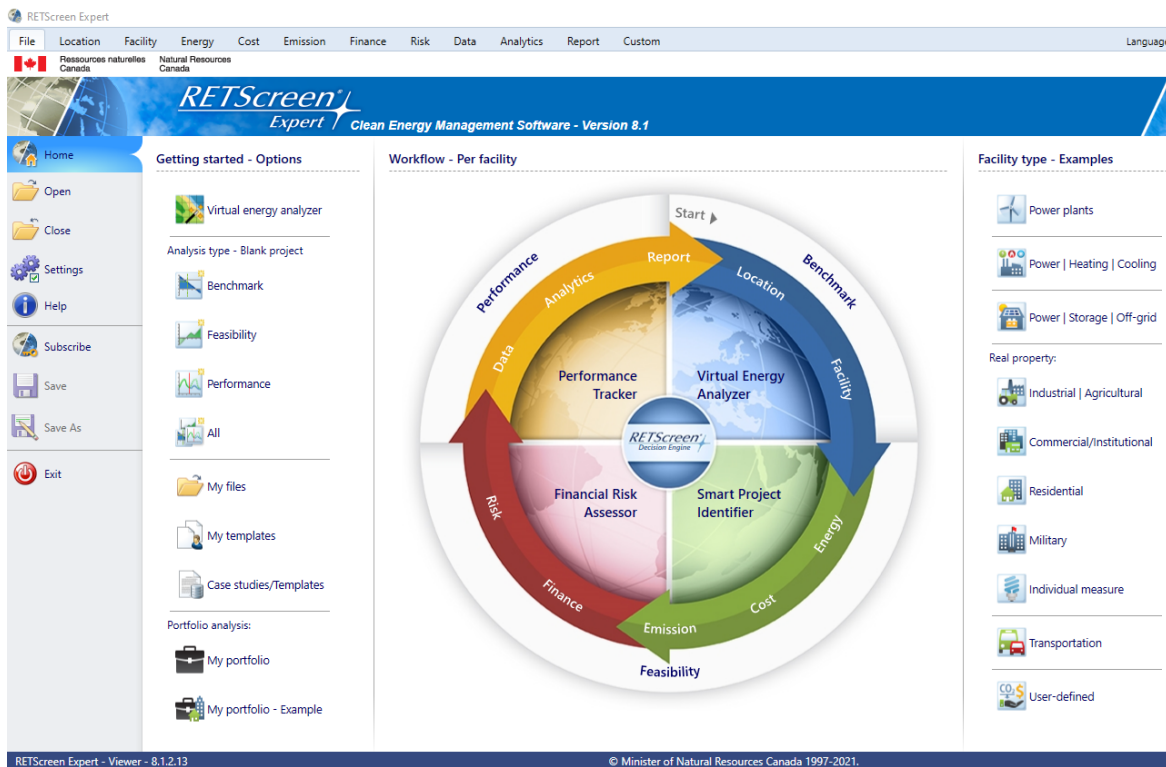 RETScreen Expert
File Location Facility Energy Cost Emission Finance Risk Data Analytics Report Custom Language
Ressources naturelles Canada
Natural Resources Canada
RETScreen
Expert
Clean Energy Management Software - Version 8.1
Home
Open
Close
Settings
Help
Subscribe
Save
Save As
Exit
Getting started - Options
Virtual energy analyzer
Analysis type - Blank project
Benchmark
Feasibility
Performance
All
My files
My templates
Case studies/Templates
Portfolio analysis:
My portfolio
My portfolio - Example
Workflow - Per facility
Start
Performance
Benchmark
Feasibility
Report
Location
Analytics
Data
Facility
Performance
Tracker
Virtual Energy
Analyzer
RETScreen
Decision Engine
Financial Risk
Assessor
Smart Project
Identifier
Risk
Energy
Finance
Cost
Emission
Facility type - Examples
Power plants
Power | Heating | Cooling
Power | Storage | Off-grid
Real property:
Industrial | Agricultural
Commercial/Institutional
Residential
Military
Individual measure
Transportation
User-defined
RETScreen Expert - Viewer - 8.1.2.13
© Minister of Natural Resources Canada 1997-2021.